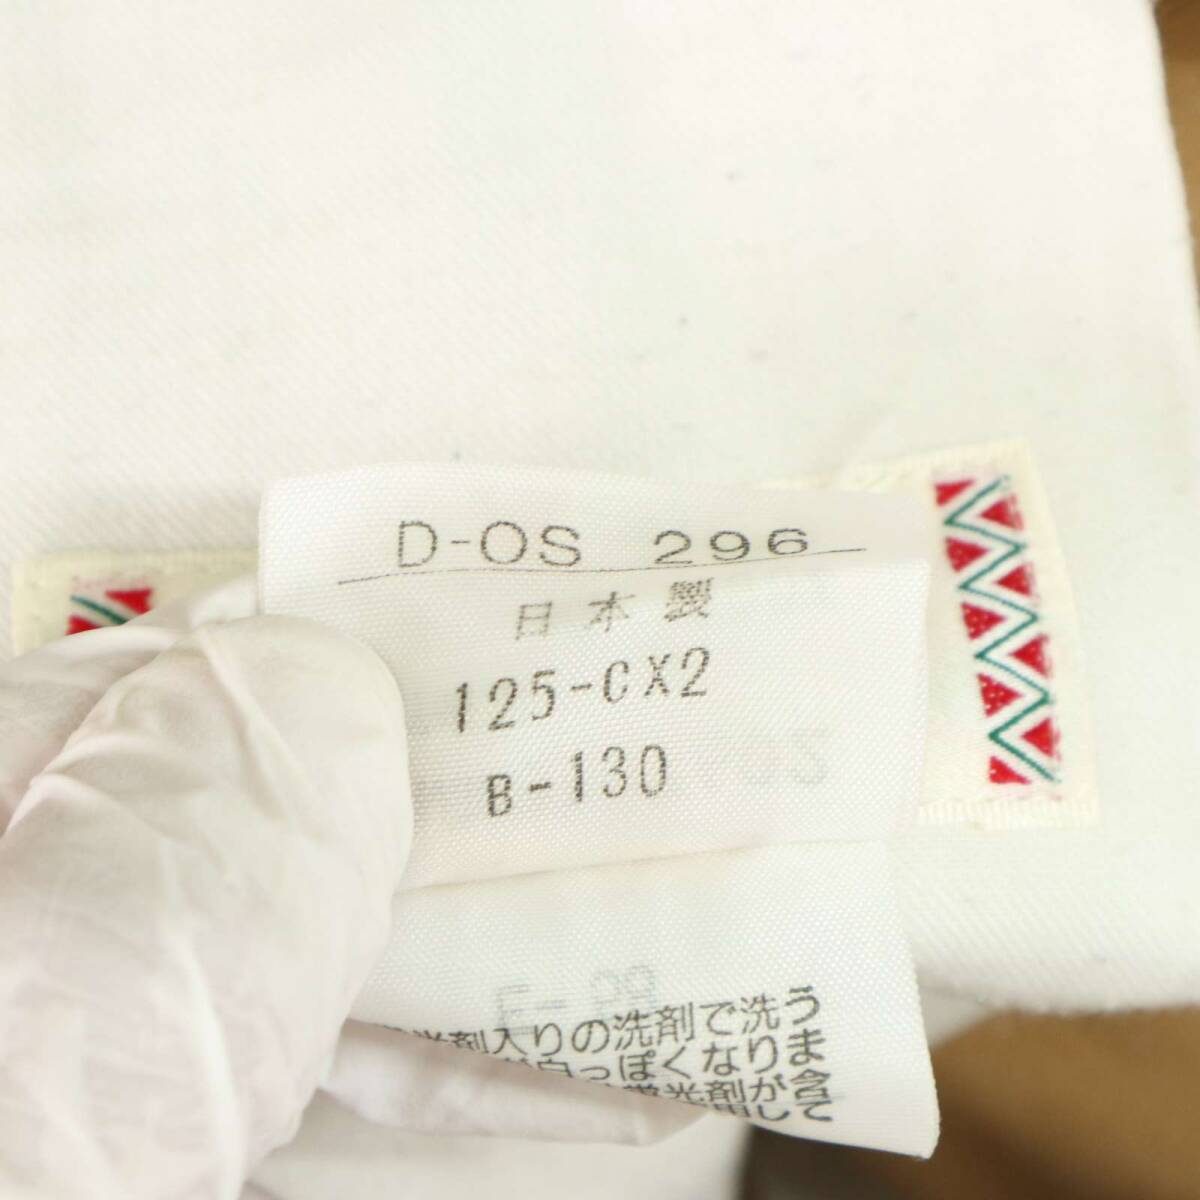 D-OS 296
日本製
125-CX2
B-130
光剤入りの洗剤で洗う
白っぽくなりま
蛍光剤が含